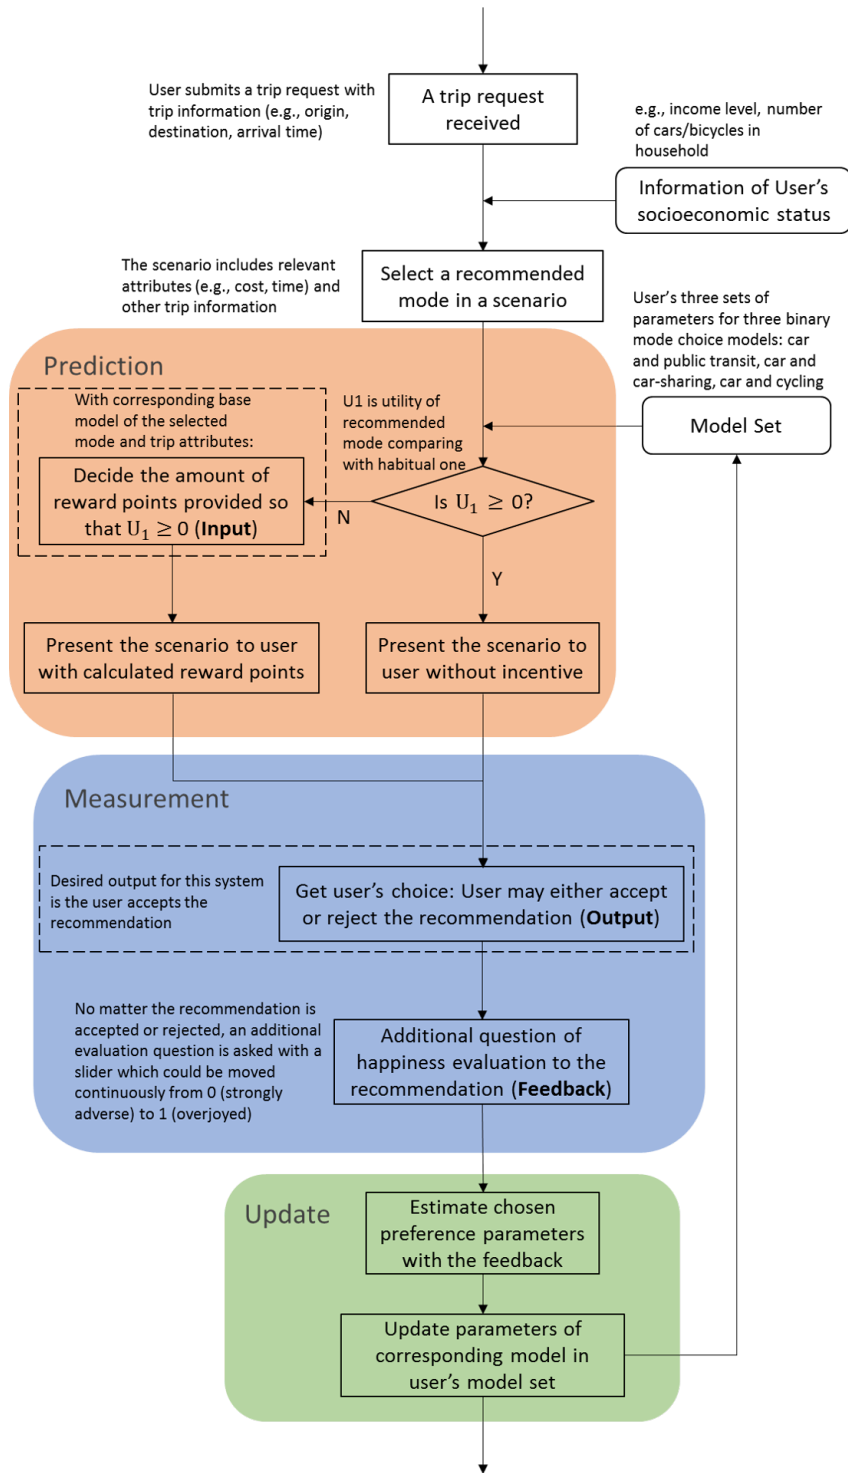 User submits a trip request with
trip information (e.g., origin,
destination, arrival time)
A trip request
received
e.g., income level, number
of cars/bicycles in
household
Information of User's
socioeconomic status
The scenario includes relevant
attributes (e.g., cost, time) and
other trip information
Select a recommended
mode in a scenario
User's three sets of
parameters for three binary
mode choice models: car
and public transit, car and
car-sharing, car and cycling
Model Set
Prediction
With corresponding base
model of the selected
mode and trip attributes:
U1 is utility of
recommended
mode comparing
with habitual one
Decide the amount of
reward points provided so
that U₁ ≥ 0 (Input)
N
Is U₁ ≥ 0?
Y
Present the scenario to user
with calculated reward points
Present the scenario to
user without incentive
Measurement
Desired output for this system
is the user accepts the
recommendation
Get user's choice: User may either accept
or reject the recommendation (Output)
No matter the recommendation is
accepted or rejected, an additional
evaluation question is asked with a
slider which could be moved
continuously from 0 (strongly
adverse) to 1 (overjoyed)
Additional question of
happiness evaluation to the
recommendation (Feedback)
Update
Estimate chosen
preference parameters
with the feedback
Update parameters of
corresponding model in
user's model set